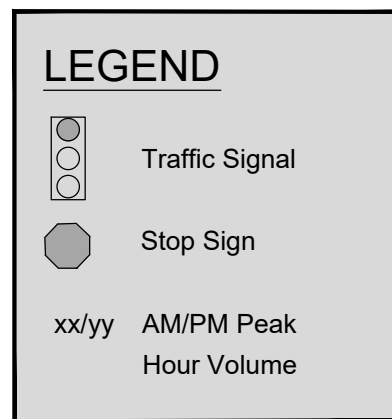 LEGEND
Traffic Signal
Stop Sign
xx/yy AM/PM Peak
Hour Volume